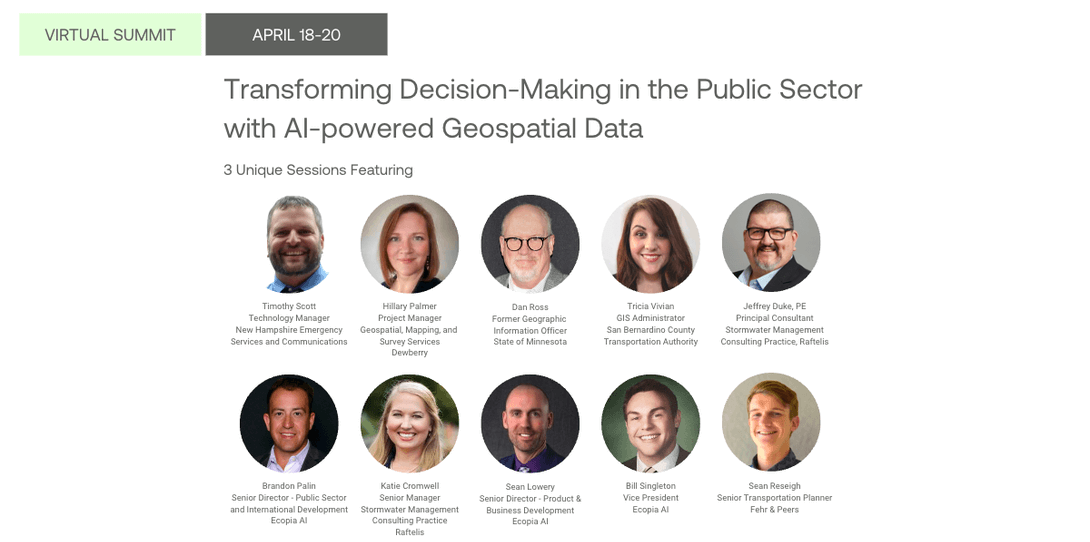 VIRTUAL SUMMIT
APRIL 18-20
Transforming Decision-Making in the Public Sector
with AI-powered Geospatial Data
3 Unique Sessions Featuring
Timothy Scott
Technology Manager
New Hampshire Emergency
Services and Communications
Hillary Palmer
Project Manager
Geospatial, Mapping, and
Survey Services
Dewberry
Dan Ross
Former Geographic
Information Officer
State of Minnesota
Tricia Vivian
GIS Administrator
San Bernardino County
Transportation Authority
Jeffrey Duke, PE
Principal Consultant
Stormwater Management
Consulting Practice, Raftelis
Brandon Palin
Senior Director - Public Sector
and International Development
Ecopia AI
Katie Cromwell
Senior Manager
Stormwater Management
Consulting Practice
Raftelis
Sean Lowery
Senior Director - Product &
Business Development
Ecopia AI
Bill Singleton
Vice President
Ecopia AI
Sean Reseigh
Senior Transportation Planner
Fehr & Peers